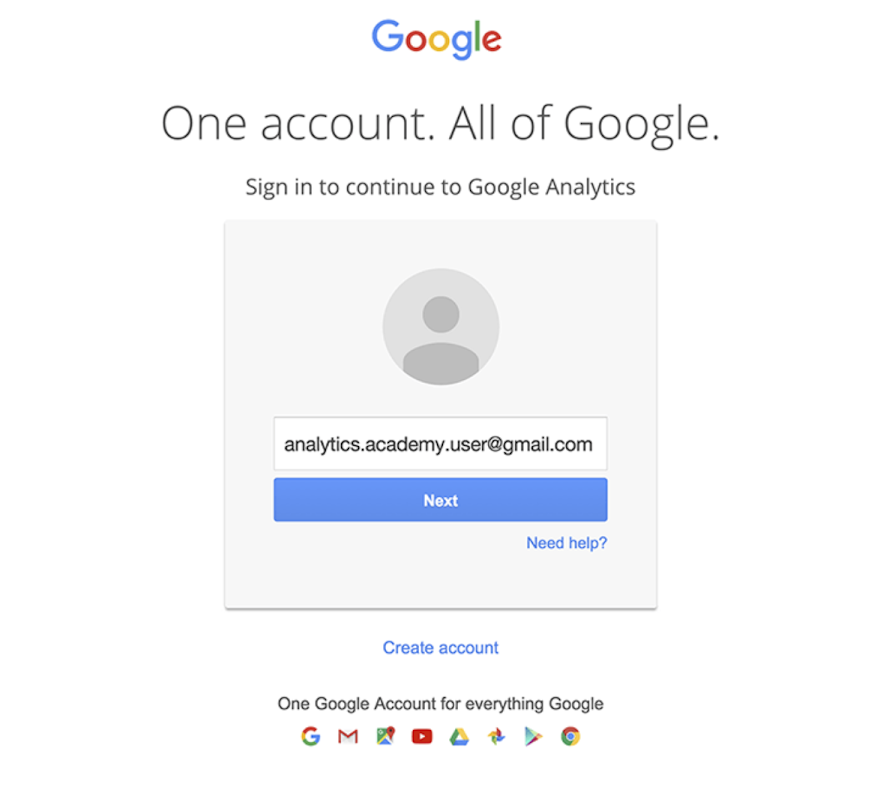 Google
One account. All of Google.
Sign in to continue to Google Analytics
analytics.academy.user@gmail.com
Next
Need help?
Create account
One Google Account for everything Google